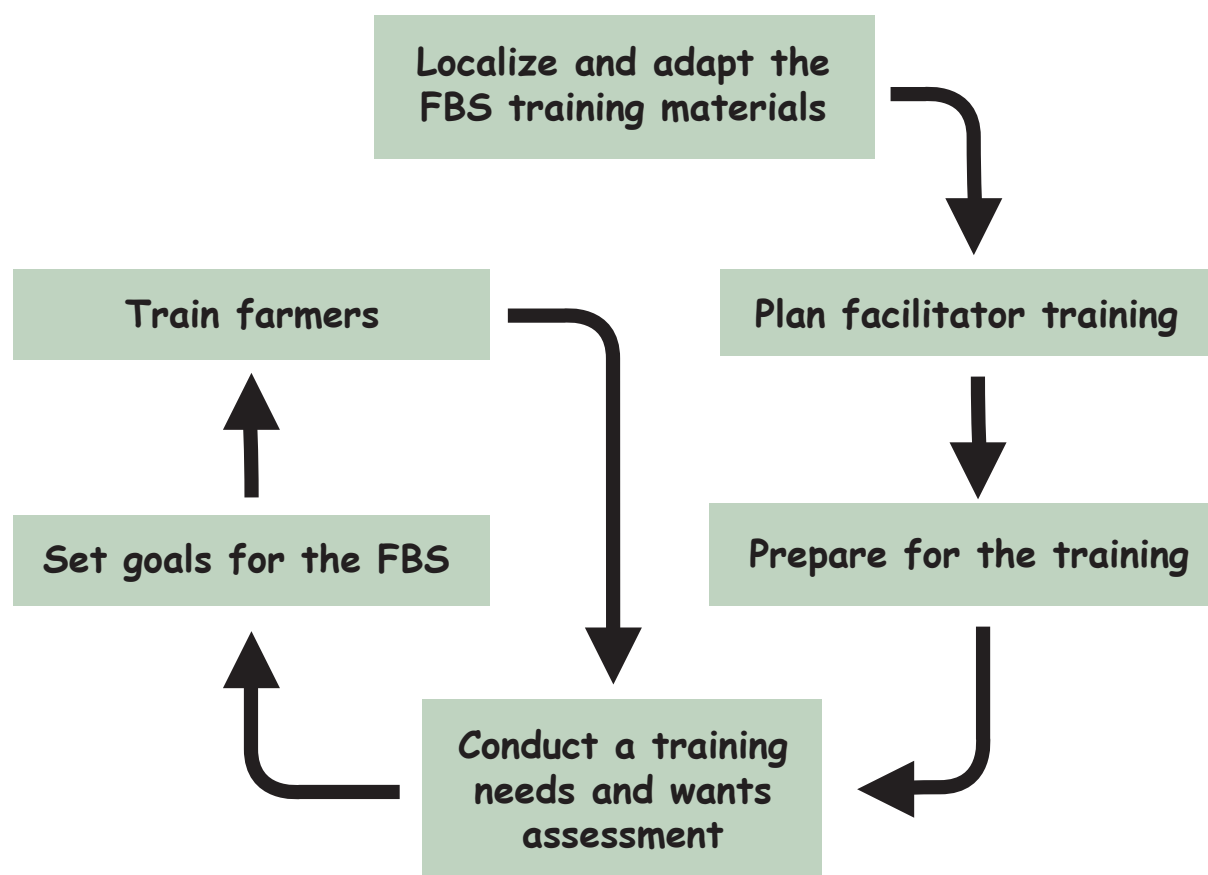 Localize and adapt the
FBS training materials
Plan facilitator training
Prepare for the training
Conduct a training
needs and wants
assessment
Set goals for the FBS
Train farmers